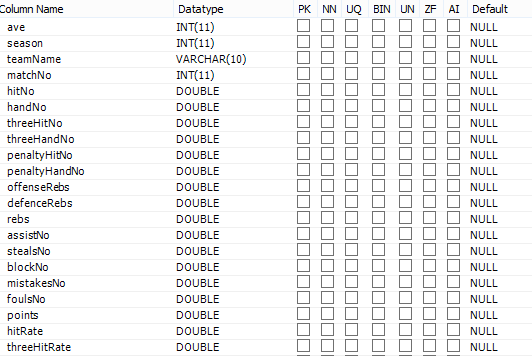 Column Name Datatype PK NN UQ BIN UN ZF AI Default
ave INT(11) NULL
season INT(11) NULL
teamName VARCHAR(10) NULL
matchNo INT(11) NULL
hitNo DOUBLE NULL
handNo DOUBLE NULL
threeHitNo DOUBLE NULL
threeHandNo DOUBLE NULL
penaltyHitNo DOUBLE NULL
penaltyHandNo DOUBLE NULL
offenseRebs DOUBLE NULL
defenceRebs DOUBLE NULL
rebs DOUBLE NULL
assistNo DOUBLE NULL
stealsNo DOUBLE NULL
blockNo DOUBLE NULL
mistakesNo DOUBLE NULL
foulsNo DOUBLE NULL
points DOUBLE NULL
hitRate DOUBLE NULL
threeHitRate DOUBLE NULL